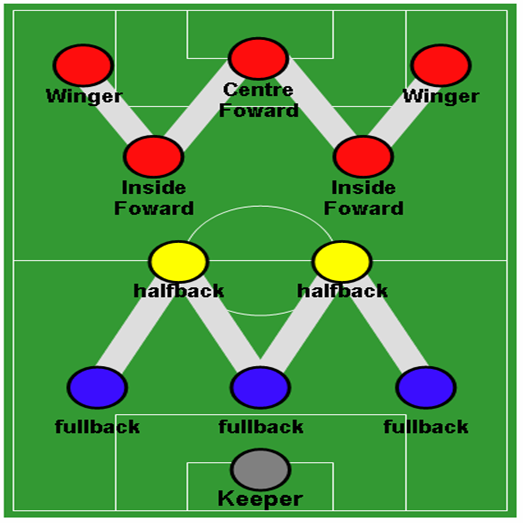 Winger
Centre
Foward
Winger
Inside
Foward
Inside
Foward
halfback
halfback
fullback
fullback
fullback
Keeper